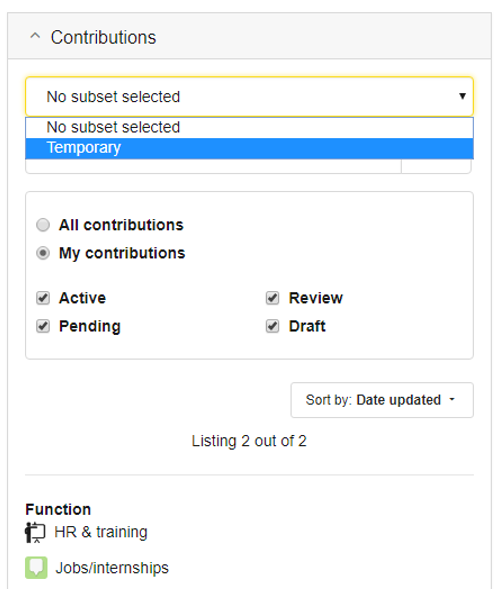 Contributions
No subset selected
No subset selected
Temporary
All contributions
My contributions
Active
Review
Pending
Draft
Sort by: Date updated
Listing 2 out of 2
Function
HR & training
Jobs/internships